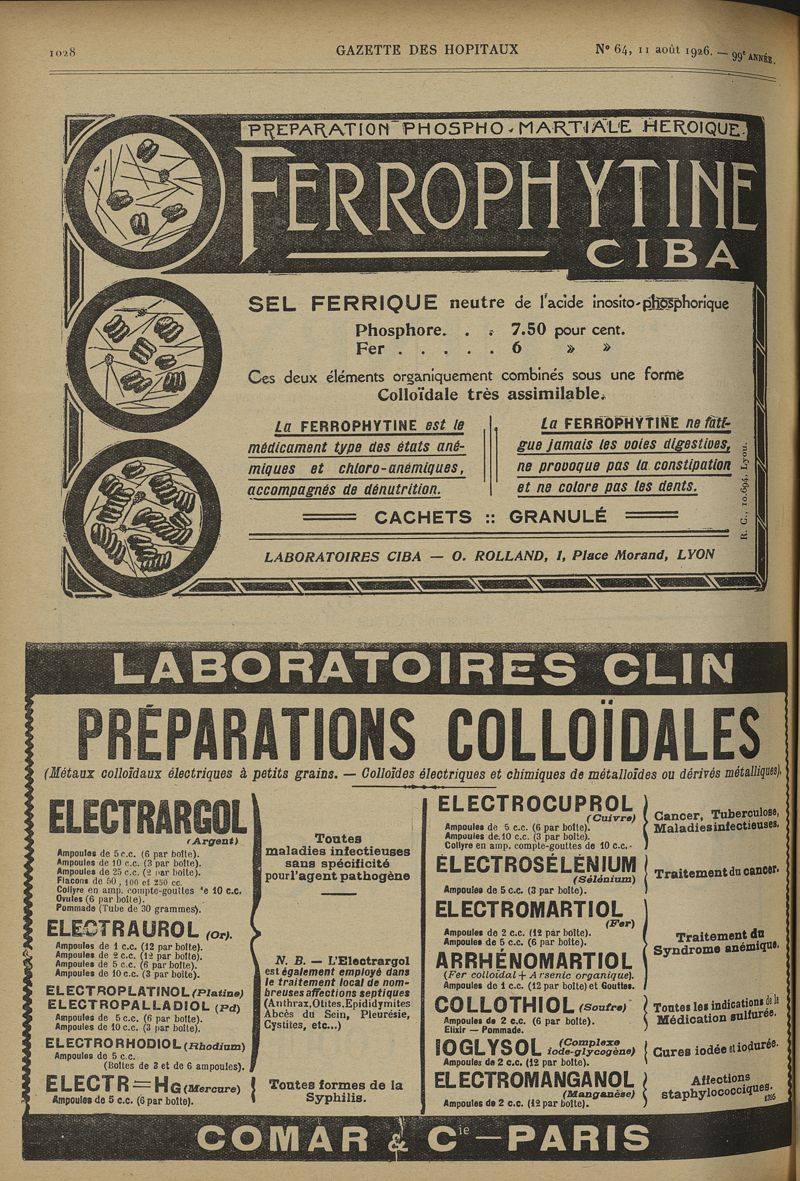 1028
GAZETTE DES HOPITAUX
N° 64, 11 août 1926. — 99e ANNÉE.
PREPARATION PHOSPHO-MARTIALE HEROIQUE.
FERROPHYTINE
CIBA
SEL FERRIQUE neutre de l'acide inosito-phosphorique
Phosphore. . . 7.50 pour cent.
Fer . . . . . 6 » »
Ces deux éléments organiquement combinés sous une forme
Colloïdale très assimilable.
La FERROPHYTINE est le
médicament type des états ané-
miques et chloro-anémiques,
accompagnés de dénutrition.
La FERROPHYTINE ne fati-
gue jamais les voies digestives,
ne provoque pas la constipation
et ne colore pas les dents.
R. C., 10.694, Lyon.
CACHETS :: GRANULÉ
LABORATOIRES CIBA — O. ROLLAND, 1, Place Morand, LYON
LABORATOIRES CLIN
PRÉPARATIONS COLLOÏDALES
(Métaux colloïdaux électriques à petits grains. — Colloïdes électriques et chimiques de métalloïdes ou dérivés métalliques).
ELECTRARGOL
(Argent)
Ampoules de 5 c.c. (6 par boîte).
Ampoules de 10 c.c. (3 par boîte).
Ampoules de 25 c.c. (2 par boîte).
Flacons de 50, 100 et 250 cc.
Collyre en amp. compte-gouttes de 10 c.c.
Ovules (6 par boîte).
Pommade (Tube de 30 grammes).
ELECTRAUROL (Or).
Ampoules de 1 c.c. (12 par boîte).
Ampoules de 2 c.c. (12 par boîte).
Ampoules de 5 c.c. (6 par boîte).
Ampoules de 10 c.c. (3 par boîte).
ELECTROPLATINOL (Platine)
ELECTROPALLADIOL (Pd)
Ampoules de 5 c.c. (6 par boîte).
Ampoules de 10 c.c. (3 par boîte).
ELECTRORHODIOL (Rhodium)
Ampoules de 5 c.c.
(Boîtes de 3 et de 6 ampoules).
Toutes
maladies infectieuses
sans spécificité
pour l'agent pathogène
N. B. — L'Electrargol
est également employé dans
le traitement local de nom-
breuses affections septiques
(Anthrax, Otites, Epididymites
Abcès du Sein, Pleurésie,
Cystites, etc...)
ELECTR=HG (Mercure)
Ampoules de 5 c.c. (6 par boîte).
Toutes formes de la
Syphilis.
ELECTROCUPROL
(Cuivre)
Ampoules de 5 c.c. (6 par boîte).
Ampoules de 10 c.c. (3 par boîte).
Collyre en amp. compte-gouttes de 10 c.c.
Cancer, Tuberculose,
Maladies infectieuses.
ÉLECTROSÉLÉNIUM
(Sélénium)
Ampoules de 5 c.c. (3 par boîte).
Traitement du cancer.
ELECTROMARTIOL
(Fer)
Ampoules de 2 c.c. (12 par boîte).
Ampoules de 5 c.c. (6 par boîte).
ARRHÉNOMARTIOL
(Fer colloïdal + Arsenic organique).
Ampoules de 1 c.c. (12 par boîte) et Gouttes.
Traitement du
Syndrome anémique.
COLLOTHIOL (Soufre)
Ampoules de 2 c.c. (6 par boîte).
Elixir — Pommade.
Toutes les indications de la
Médication sulfurée.
IOGLYSOL (Complexe
iode-glycogène)
Ampoules de 2 c.c. (12 par boîte).
Cures iodée et iodurée.
ELECTROMANGANOL
(Manganèse)
Ampoules de 2 c.c. (12 par boîte).
Affections
staphylococciques.
1395
COMAR & Cie — PARIS